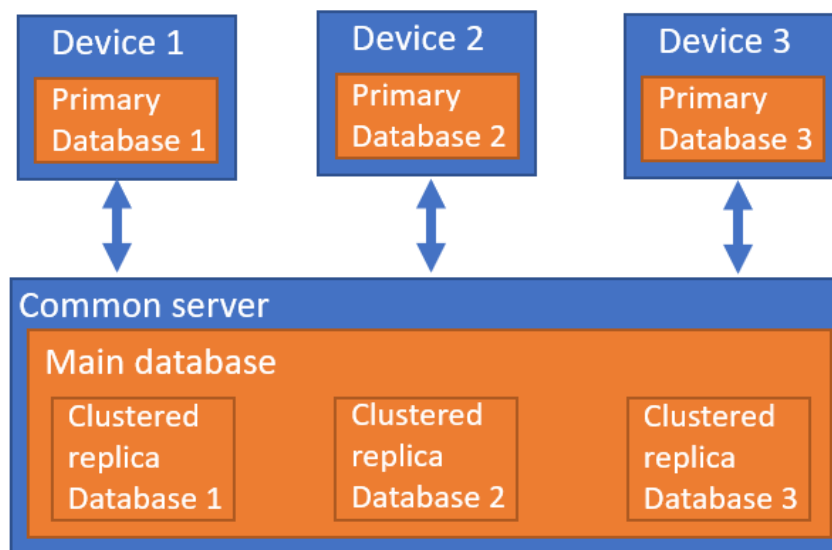 Device 1
Primary
Database 1
Device 2
Primary
Database 2
Device 3
Primary
Database 3
Common server
Main database
Clustered
replica
Database 1
Clustered
replica
Database 2
Clustered
replica
Database 3